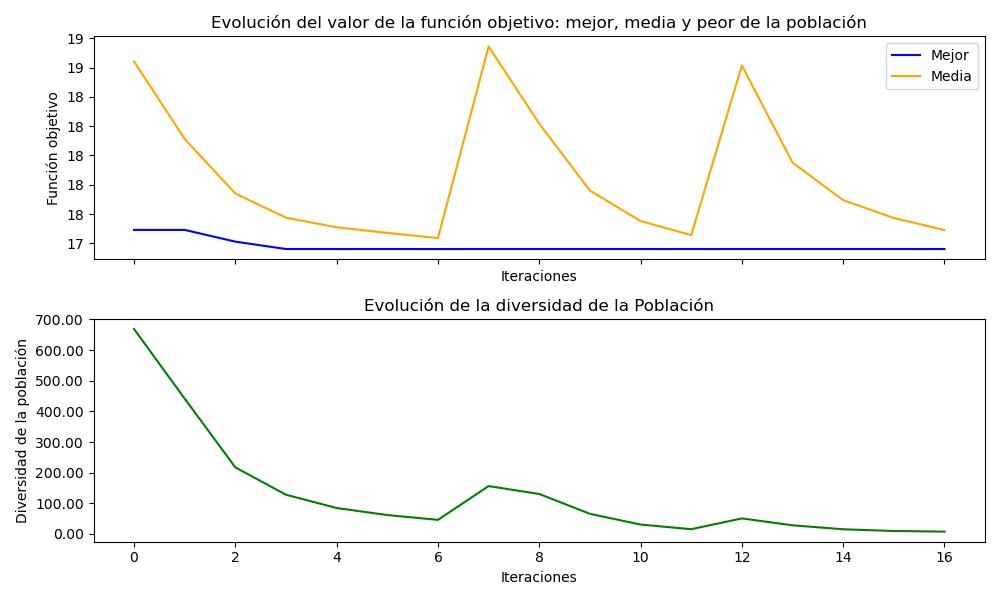 Evolución del valor de la función objetivo: mejor, media y peor de la población
19
19
18
18
18
18
18
17
Función objetivo
Mejor
Media
Iteraciones
Evolución de la diversidad de la Población
700.00
600.00
500.00
400.00
300.00
200.00
100.00
0.00
Diversidad de la población
0 2 4 6 8 10 12 14 16
Iteraciones